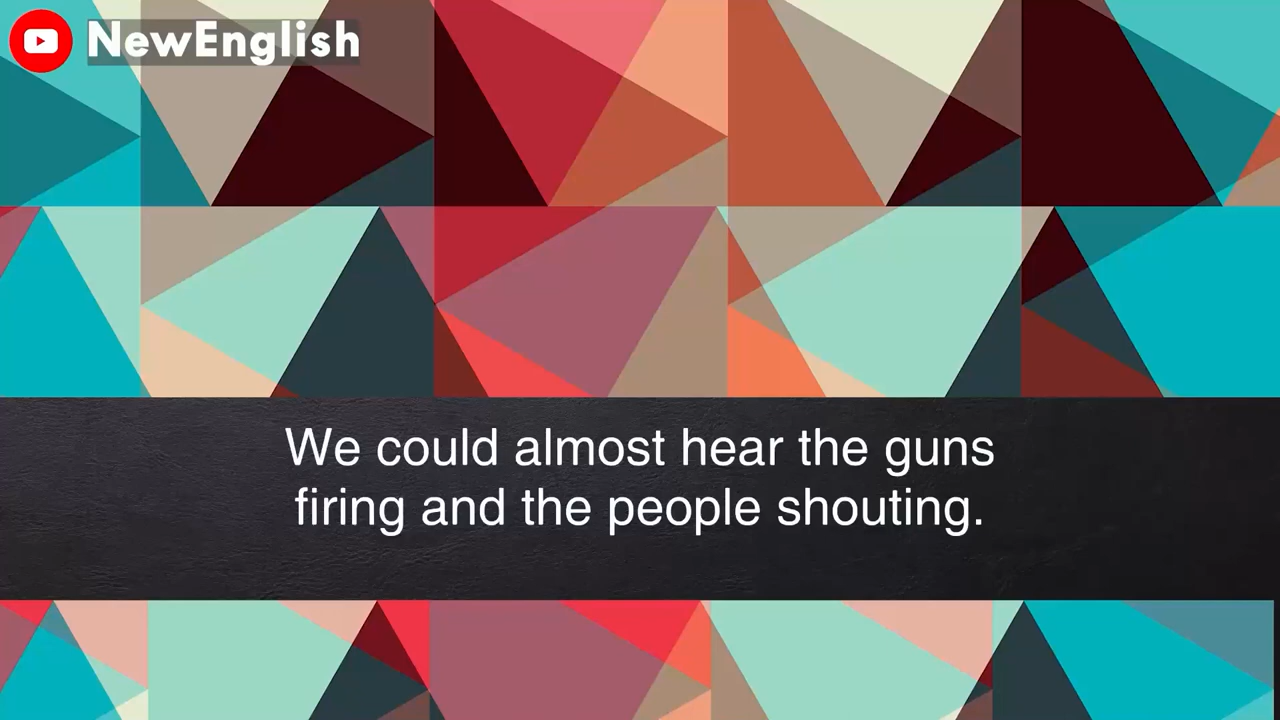 NewEnglish
We could almost hear the guns
firing and the people shouting.